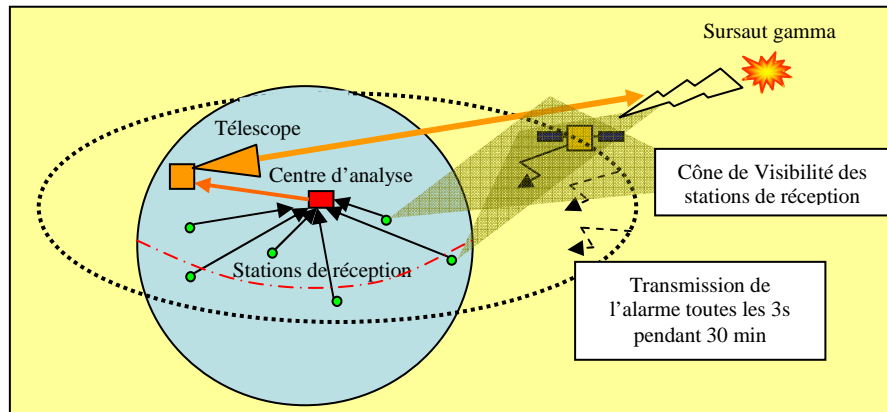 Sursaut gamma
Télescope
Centre d'analyse
Cône de Visibilité des
stations de réception
Stations de réception
Transmission de
l'alarme toutes les 3s
pendant 30 min